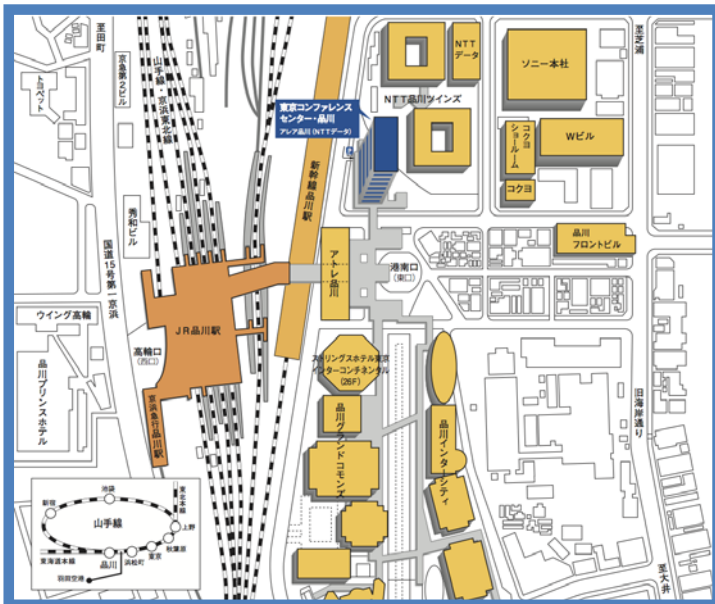 至田町
京急第2ビル
トヨペット
山手線・京浜東北線
秀和ビル
国道15号第一京浜
ウイング高輪
品川プリンスホテル
高輪口
(西口)
JR品川駅
京浜急行品川駅
新幹線品川駅
東京コンファレンス
センター・品川
アレア品川(NTTデータ)
NTT
データ
NTT品川ツインズ
ソニー本社
至芝浦
コクヨ
ショールーム
Wビル
コクヨ
品川
フロントビル
アトレ品川
港南口
(東口)
ストリングスホテル東京
インターコンチネンタル
(26F)
品川グランドコモンズ
品川インターシティ
旧海岸通り
至大井
池袋
新宿
山手線
東北本線
上野
秋葉原
東京
浜松町
品川
東海道本線
羽田空港